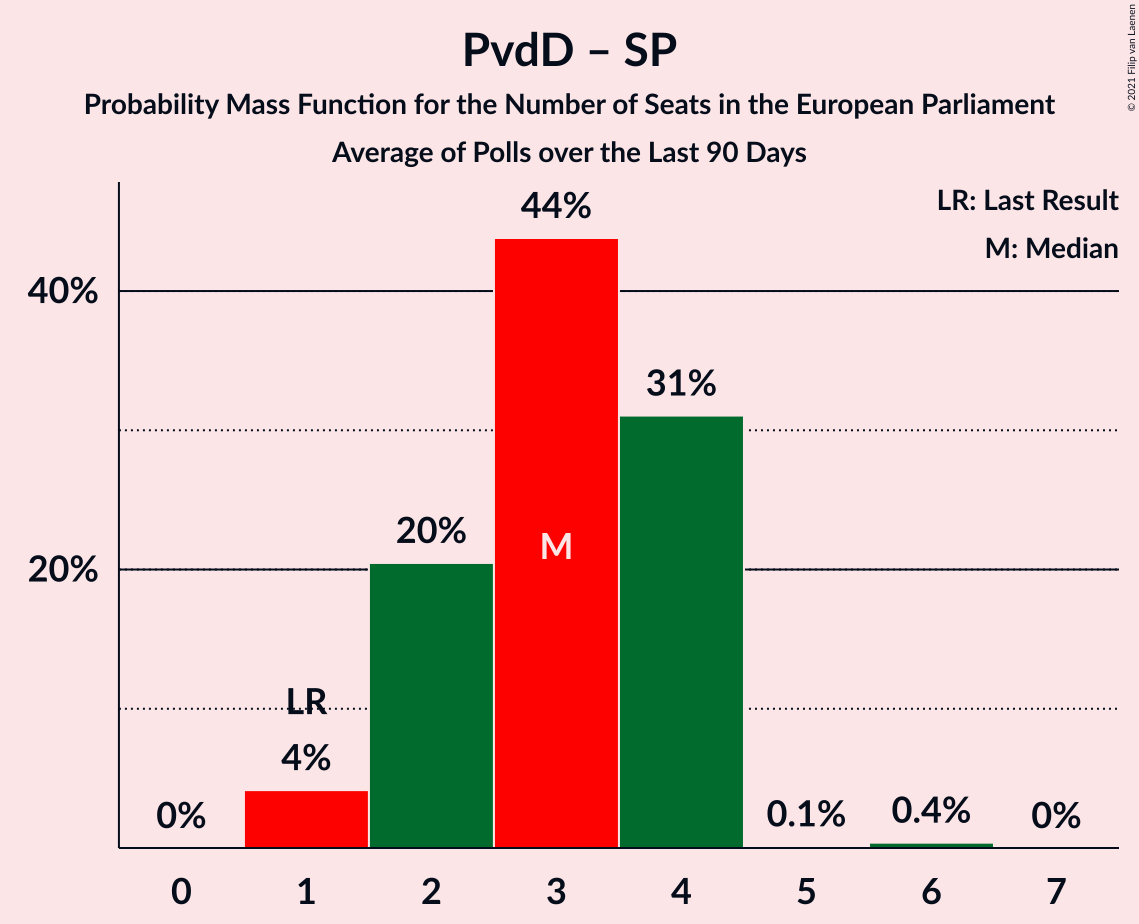 PvdD – SP
Probability Mass Function for the Number of Seats in the European Parliament
Average of Polls over the Last 90 Days
© 2021 Filip van Laenen
LR: Last Result
M: Median
40%
20%
0%
LR
4%
20%
44%
M
31%
0.1%
0.4%
0%
0 1 2 3 4 5 6 7